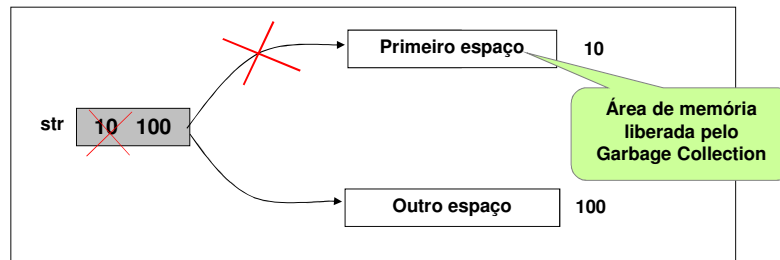 Primeiro espaço 10
Área de memória
liberada pelo
Garbage Collection
str 10 100
Outro espaço 100